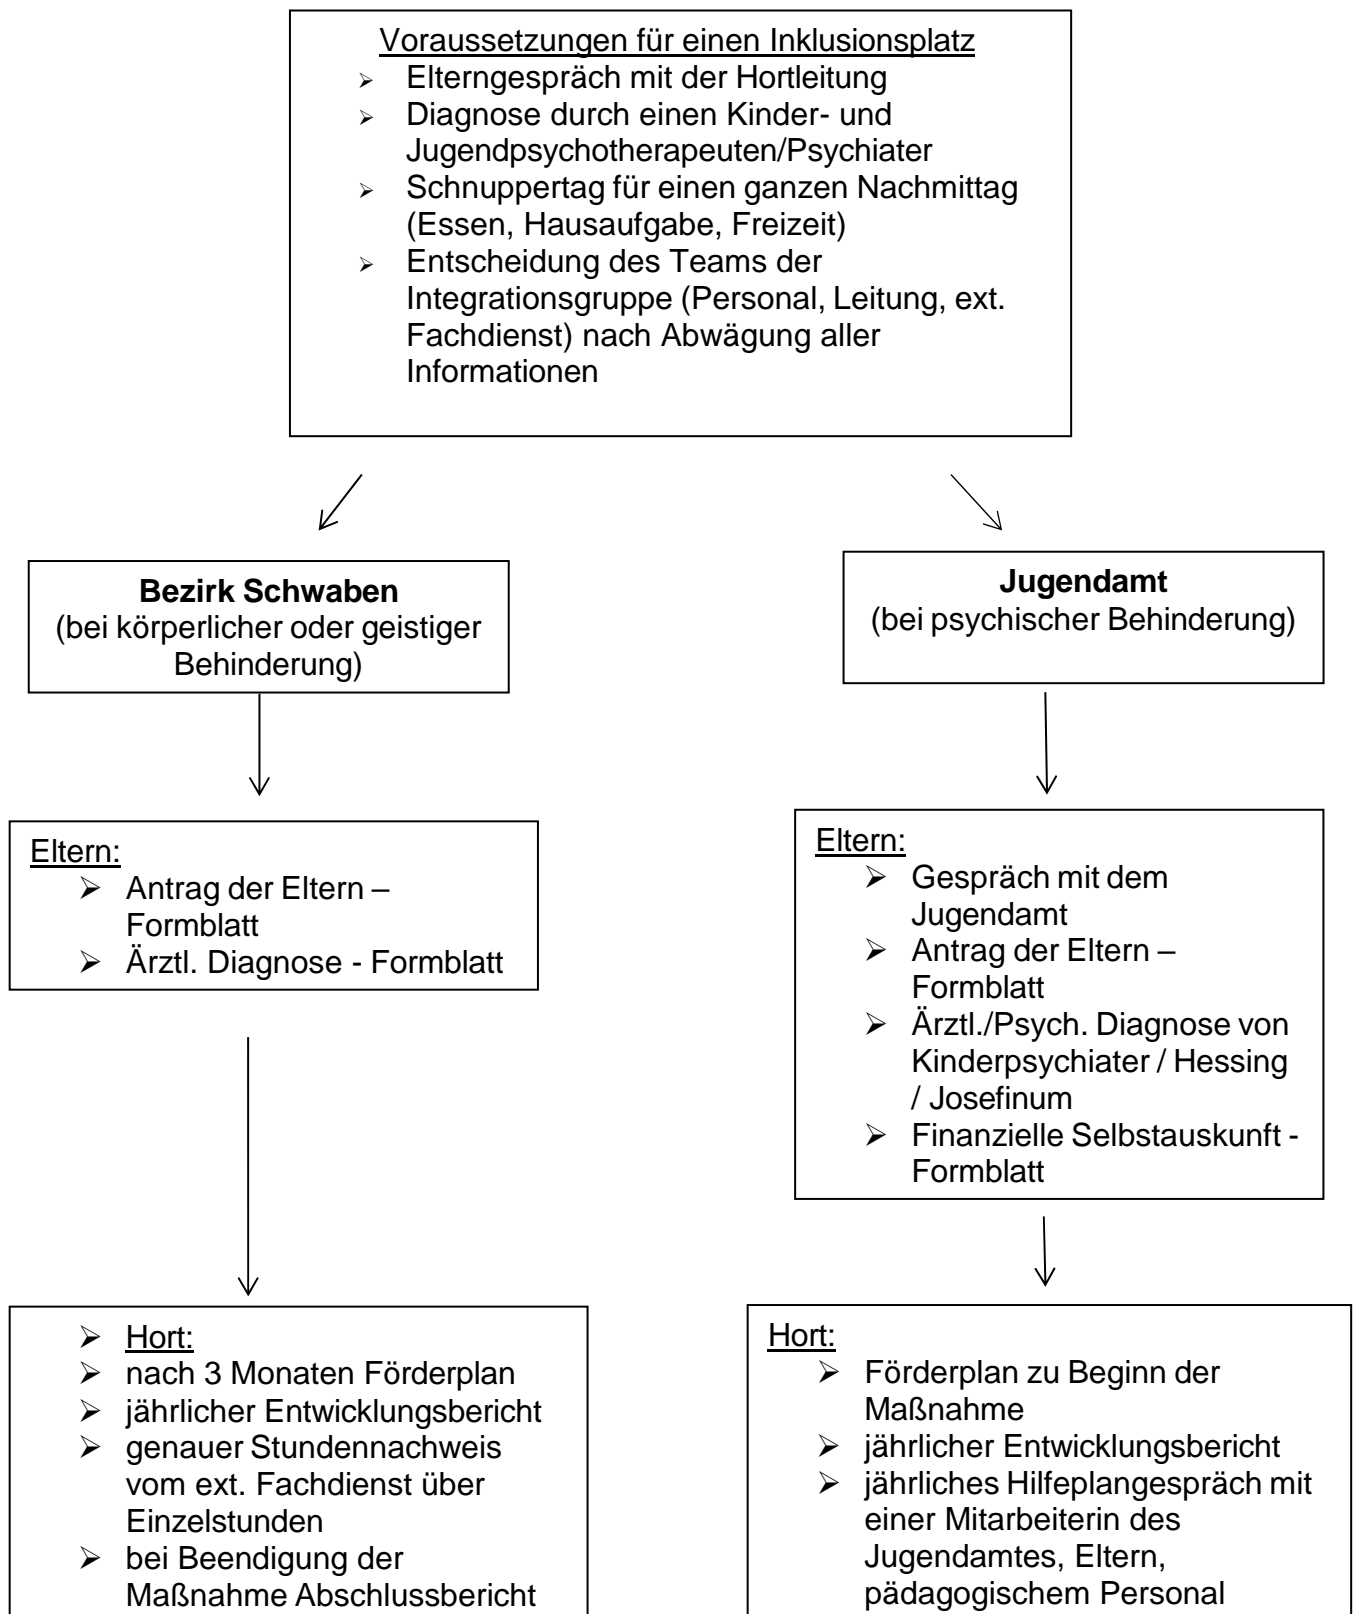 Voraussetzungen für einen Inklusionsplatz
➢ Elterngespräch mit der Hortleitung
➢ Diagnose durch einen Kinder- und
Jugendpsychotherapeuten/Psychiater
➢ Schnuppertag für einen ganzen Nachmittag
(Essen, Hausaufgabe, Freizeit)
➢ Entscheidung des Teams der
Integrationsgruppe (Personal, Leitung, ext.
Fachdienst) nach Abwägung aller
Informationen
Bezirk Schwaben
(bei körperlicher oder geistiger
Behinderung)
Jugendamt
(bei psychischer Behinderung)
Eltern:
➢ Antrag der Eltern –
Formblatt
➢ Ärztl. Diagnose - Formblatt
Eltern:
➢ Gespräch mit dem
Jugendamt
➢ Antrag der Eltern –
Formblatt
➢ Ärztl./Psych. Diagnose von
Kinderpsychiater / Hessing
/ Josefinum
➢ Finanzielle Selbstauskunft -
Formblatt
➢ Hort:
➢ nach 3 Monaten Förderplan
➢ jährlicher Entwicklungsbericht
➢ genauer Stundennachweis
vom ext. Fachdienst über
Einzelstunden
➢ bei Beendigung der
Maßnahme Abschlussbericht
Hort:
➢ Förderplan zu Beginn der
Maßnahme
➢ jährlicher Entwicklungsbericht
➢ jährliches Hilfeplangespräch mit
einer Mitarbeiterin des
Jugendamtes, Eltern,
pädagogischem Personal